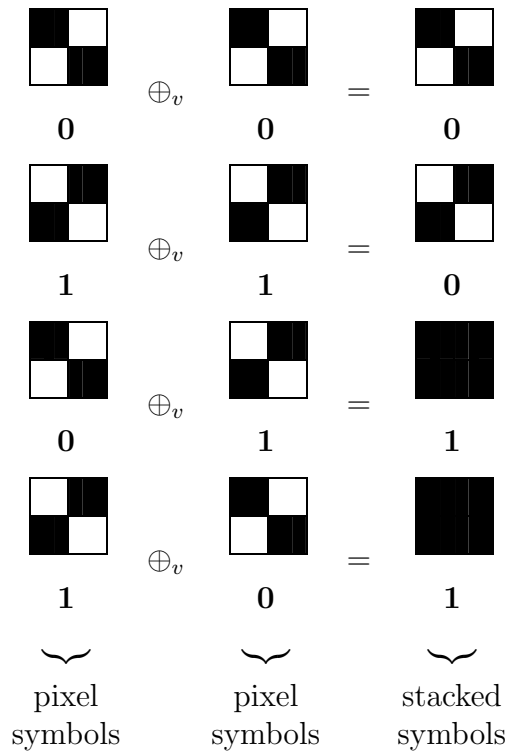 ⊕v =
0 0 0
⊕v =
1 1 0
⊕v =
0 1 1
⊕v =
1 0 1
pixel pixel stacked
symbols symbols symbols